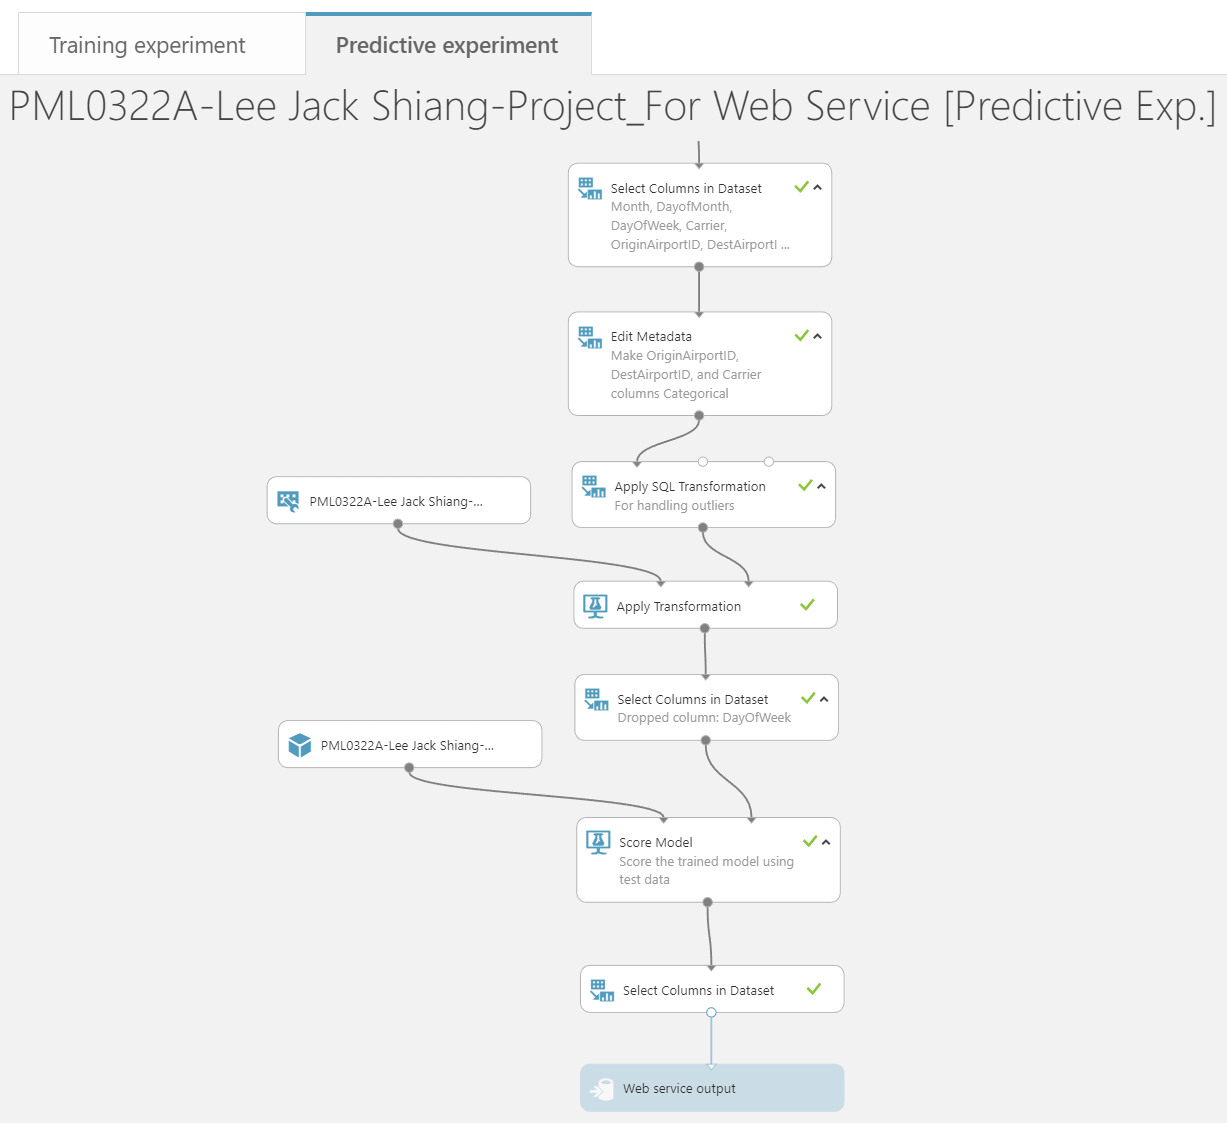 Training experiment
Predictive experiment
PML0322A-Lee Jack Shiang-Project_For Web Service [Predictive Exp.]
Select Columns in Dataset
Month, DayofMonth,
DayOfWeek, Carrier,
OriginAirportID, DestAirportI ...
Edit Metadata
Make OriginAirportID,
DestAirportID, and Carrier
columns Categorical
PML0322A-Lee Jack Shiang-...
Apply SQL Transformation
For handling outliers
Apply Transformation
Select Columns in Dataset
Dropped column: DayOfWeek
PML0322A-Lee Jack Shiang-...
Score Model
Score the trained model using
test data
Select Columns in Dataset
Web service output